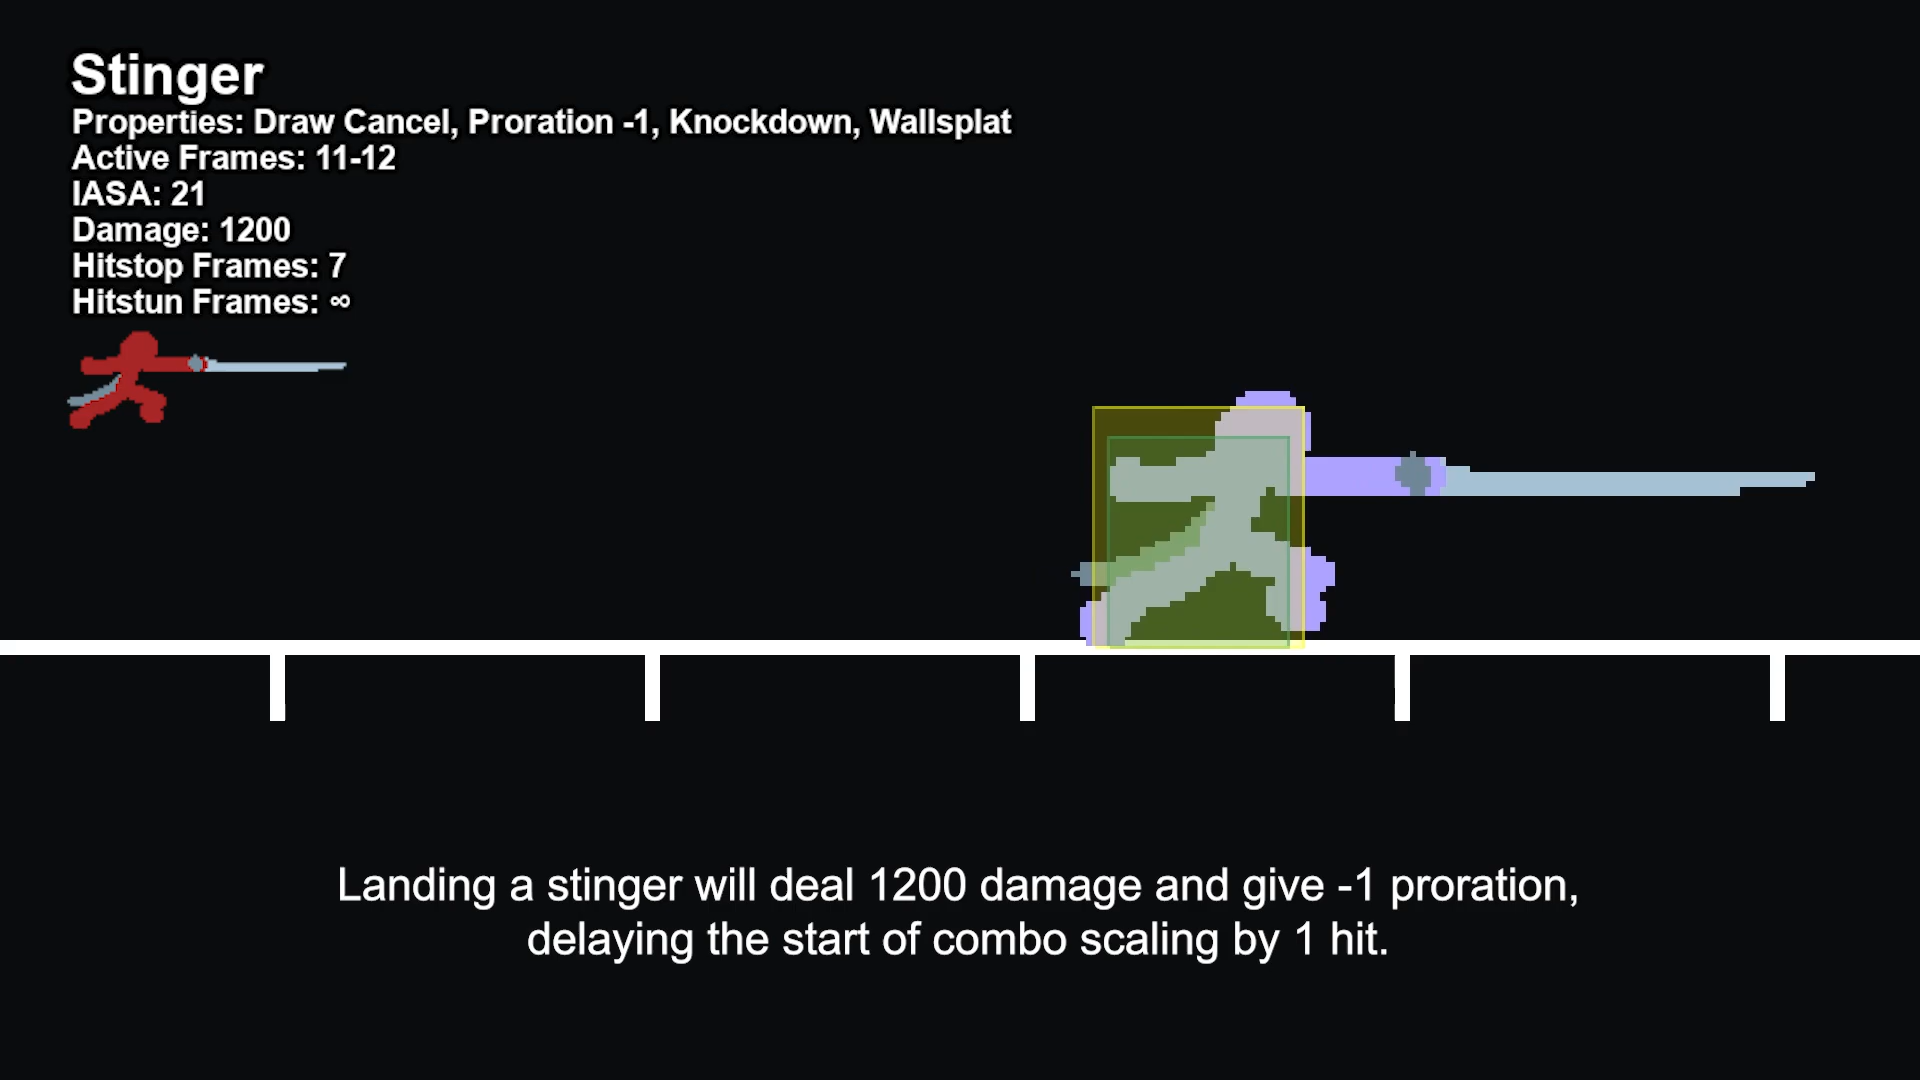 Stinger
Properties: Draw Cancel, Proration -1, Knockdown, Wallsplat
Active Frames: 11-12
IASA: 21
Damage: 1200
Hitstop Frames: 7
Hitstun Frames: ∞
Landing a stinger will deal 1200 damage and give -1 proration,
delaying the start of combo scaling by 1 hit.